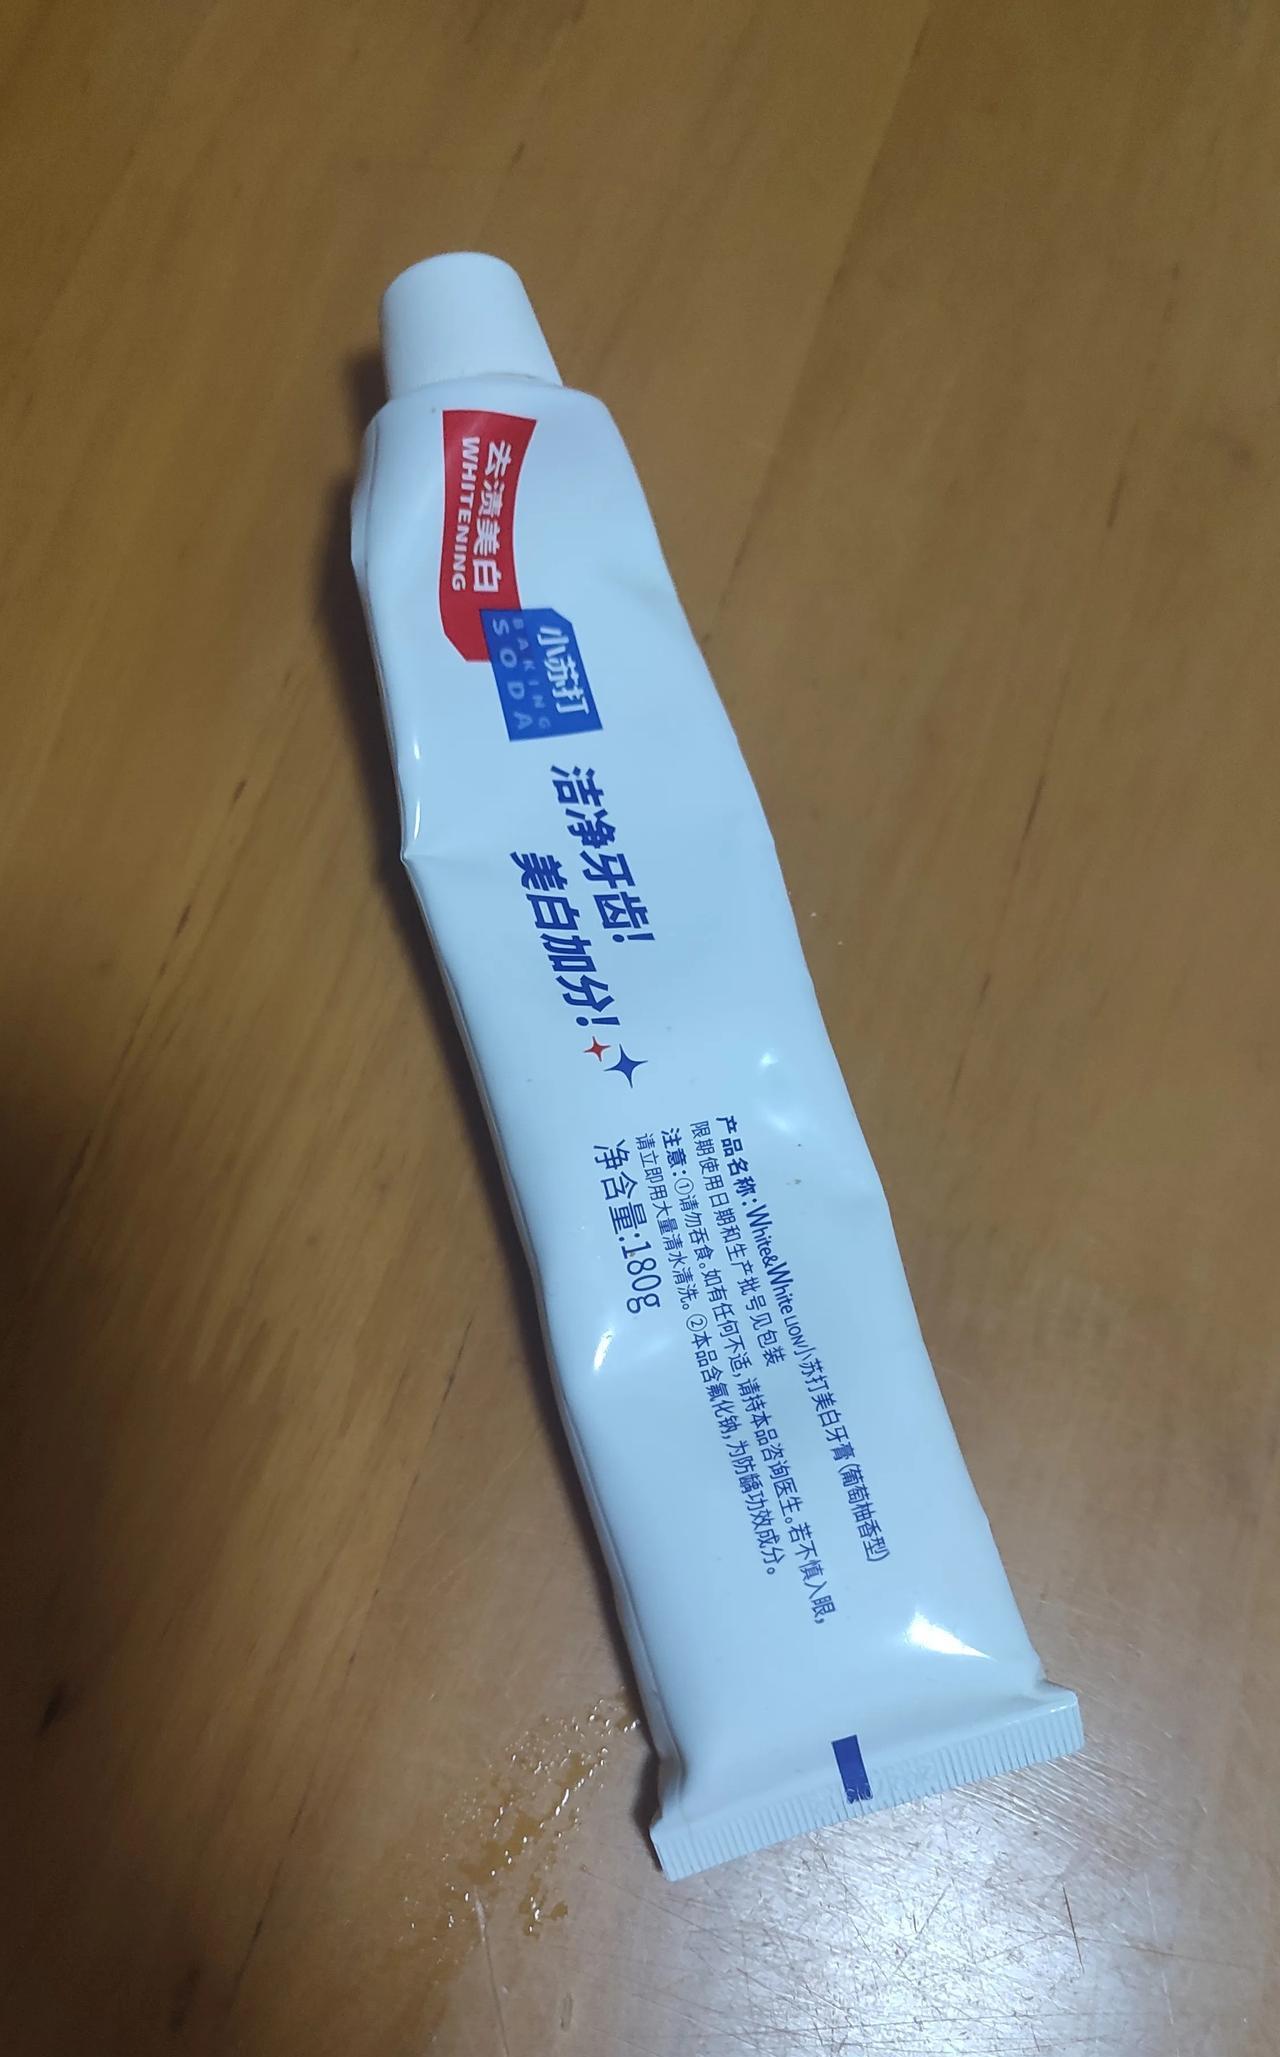 去渍美白
WHITENING
小苏打
BAKING
SODA
洁净牙齿!
美白加分!
产品名称:White&White LION小苏打美白牙膏(葡萄柚香型)
限期使用日期和生产批号见包装
注意:①请勿吞食。如有任何不适,请持本品咨询医生。若不慎入眼,
请立即用大量清水清洗。②本品含氟化钠,为防龋功效成分。
净含量:180g